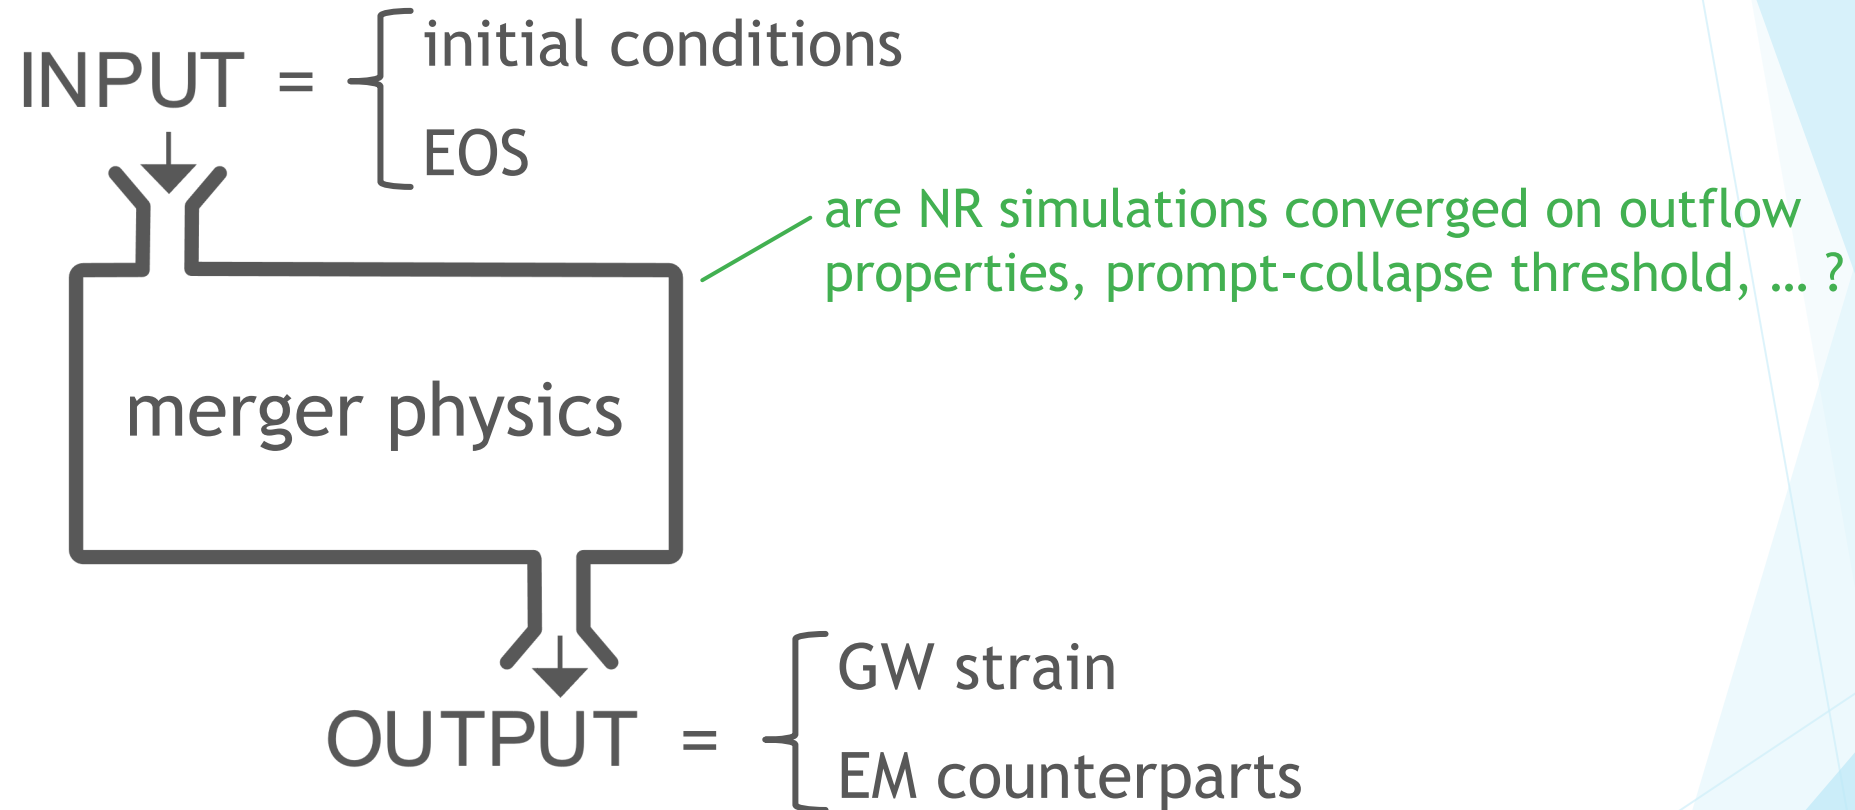 INPUT = initial conditions
EOS
are NR simulations converged on outflow
properties, prompt-collapse threshold, … ?
merger physics
GW strain
OUTPUT =
EM counterparts